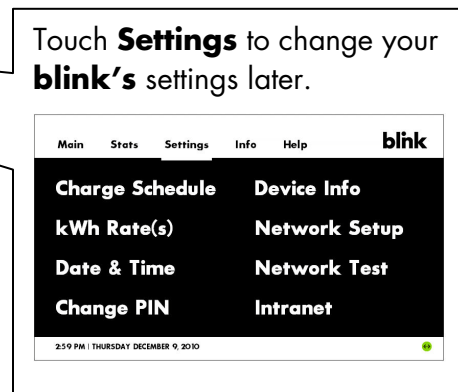 Touch Settings to change your
blink's settings later.
Main Stats Settings Info Help blink
Charge Schedule Device Info
kWh Rate(s) Network Setup
Date & Time Network Test
Change PIN Intranet
2:59 PM | THURSDAY DECEMBER 9, 2010